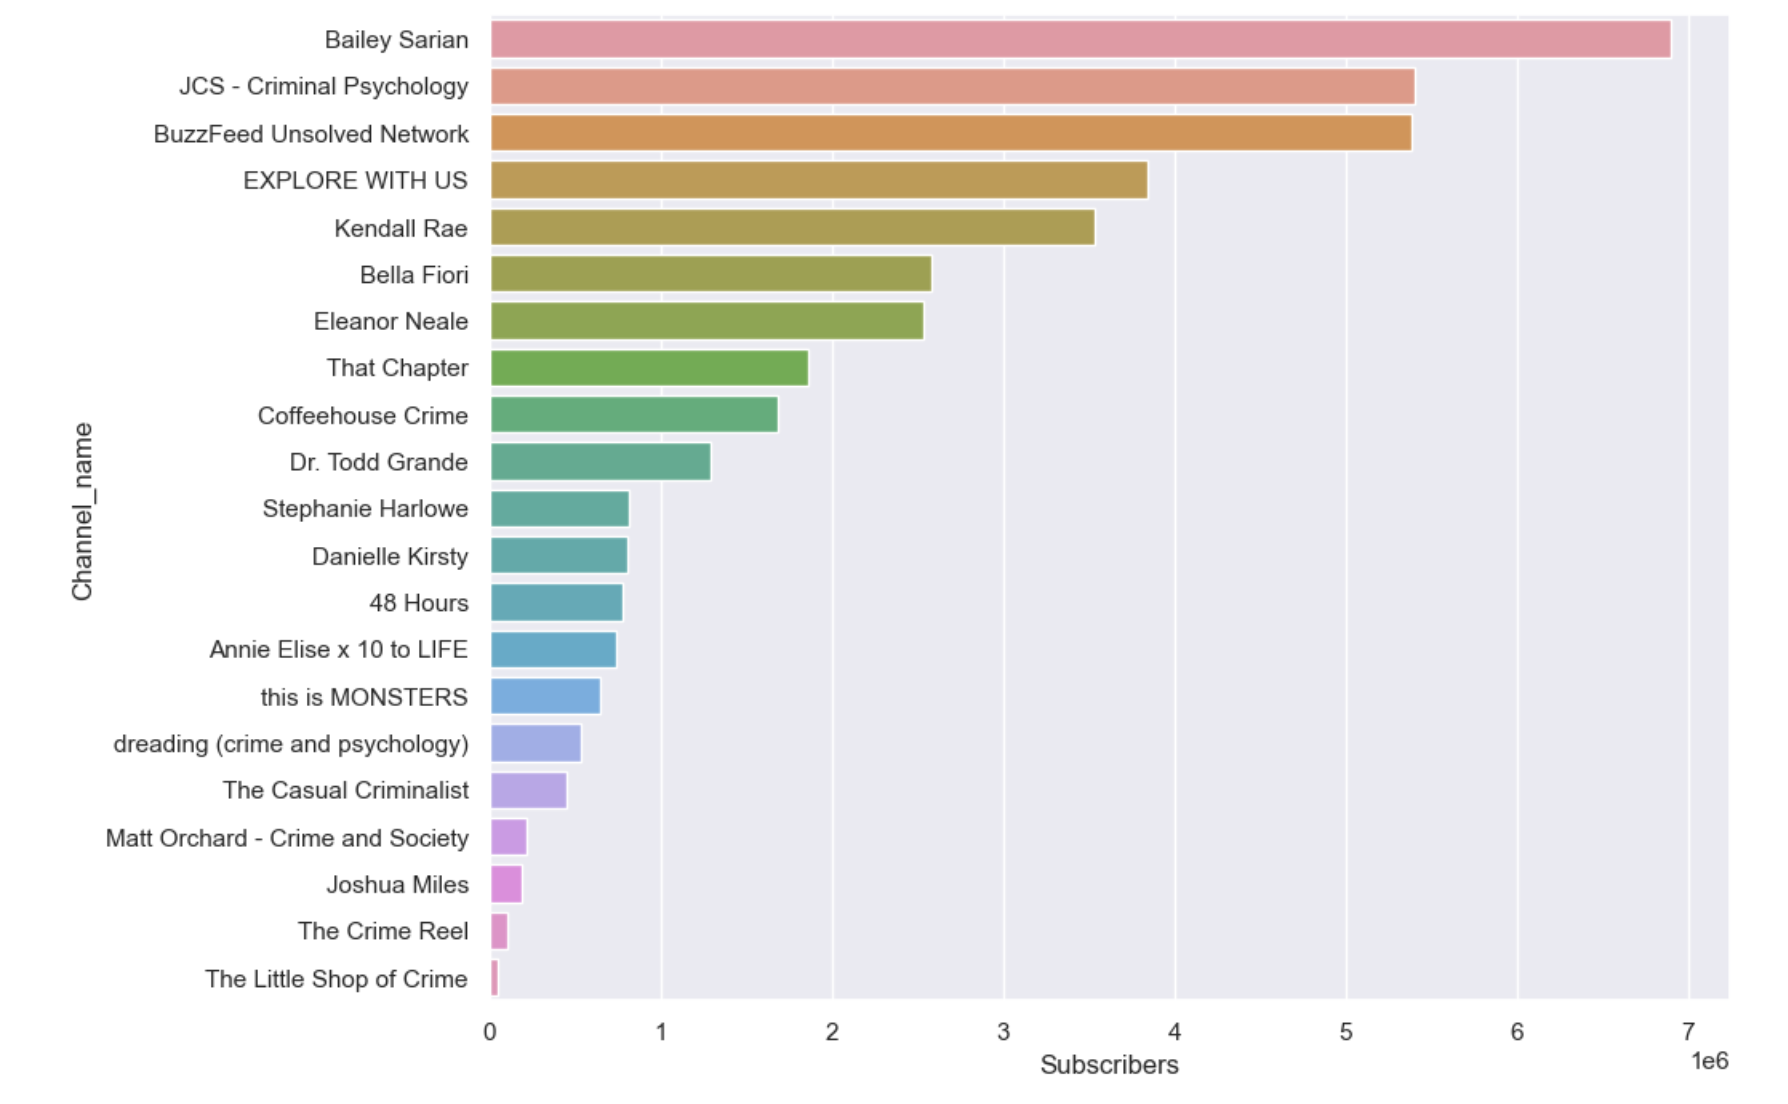 Bailey Sarian
JCS - Criminal Psychology
BuzzFeed Unsolved Network
EXPLORE WITH US
Kendall Rae
Bella Fiori
Eleanor Neale
That Chapter
Coffeehouse Crime
Dr. Todd Grande
Stephanie Harlowe
Danielle Kirsty
48 Hours
Annie Elise x 10 to LIFE
this is MONSTERS
dreading (crime and psychology)
The Casual Criminalist
Matt Orchard - Crime and Society
Joshua Miles
The Crime Reel
The Little Shop of Crime
Channel_name
0 1 2 3 4 5 6 7
1e6
Subscribers